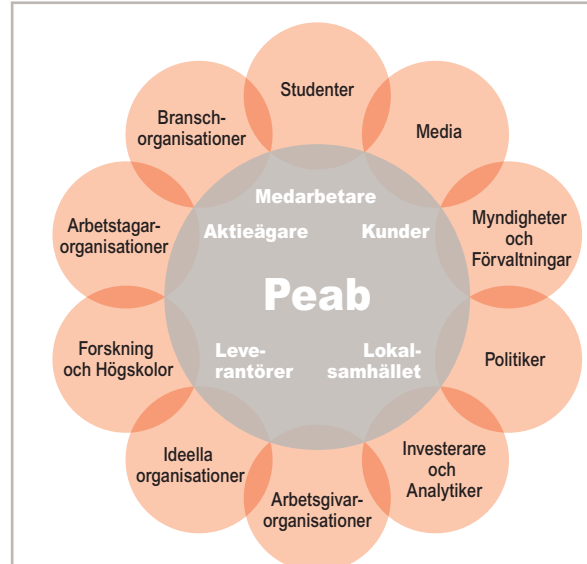 Studenter
Bransch-
organisationer
Media
Medarbetare
Aktieägare
Kunder
Arbetstagar-
organisationer
Myndigheter
och
Förvaltningar
Peab
Forskning
och Högskolor
Leve-
rantörer
Lokal-
samhället
Politiker
Ideella
organisationer
Investerare
och
Analytiker
Arbetsgivar-
organisationer